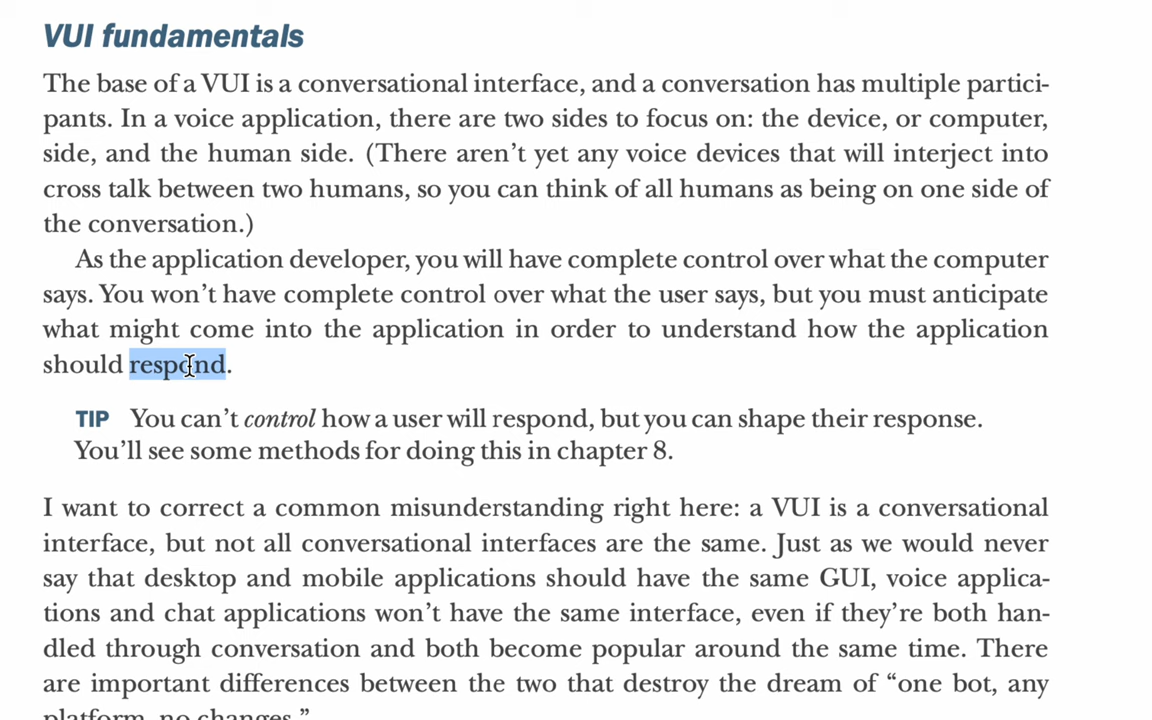 VUI fundamentals
The base of a VUI is a conversational interface, and a conversation has multiple partici-
pants. In a voice application, there are two sides to focus on: the device, or computer,
side, and the human side. (There aren’t yet any voice devices that will interject into
cross talk between two humans, so you can think of all humans as being on one side of
the conversation.)
As the application developer, you will have complete control over what the computer
says. You won’t have complete control over what the user says, but you must anticipate
what might come into the application in order to understand how the application
should respond.
TIP You can’t control how a user will respond, but you can shape their response.
You’ll see some methods for doing this in chapter 8.
I want to correct a common misunderstanding right here: a VUI is a conversational
interface, but not all conversational interfaces are the same. Just as we would never
say that desktop and mobile applications should have the same GUI, voice applica-
tions and chat applications won’t have the same interface, even if they’re both han-
dled through conversation and both become popular around the same time. There
are important differences between the two that destroy the dream of “one bot, any
platform, no changes.”